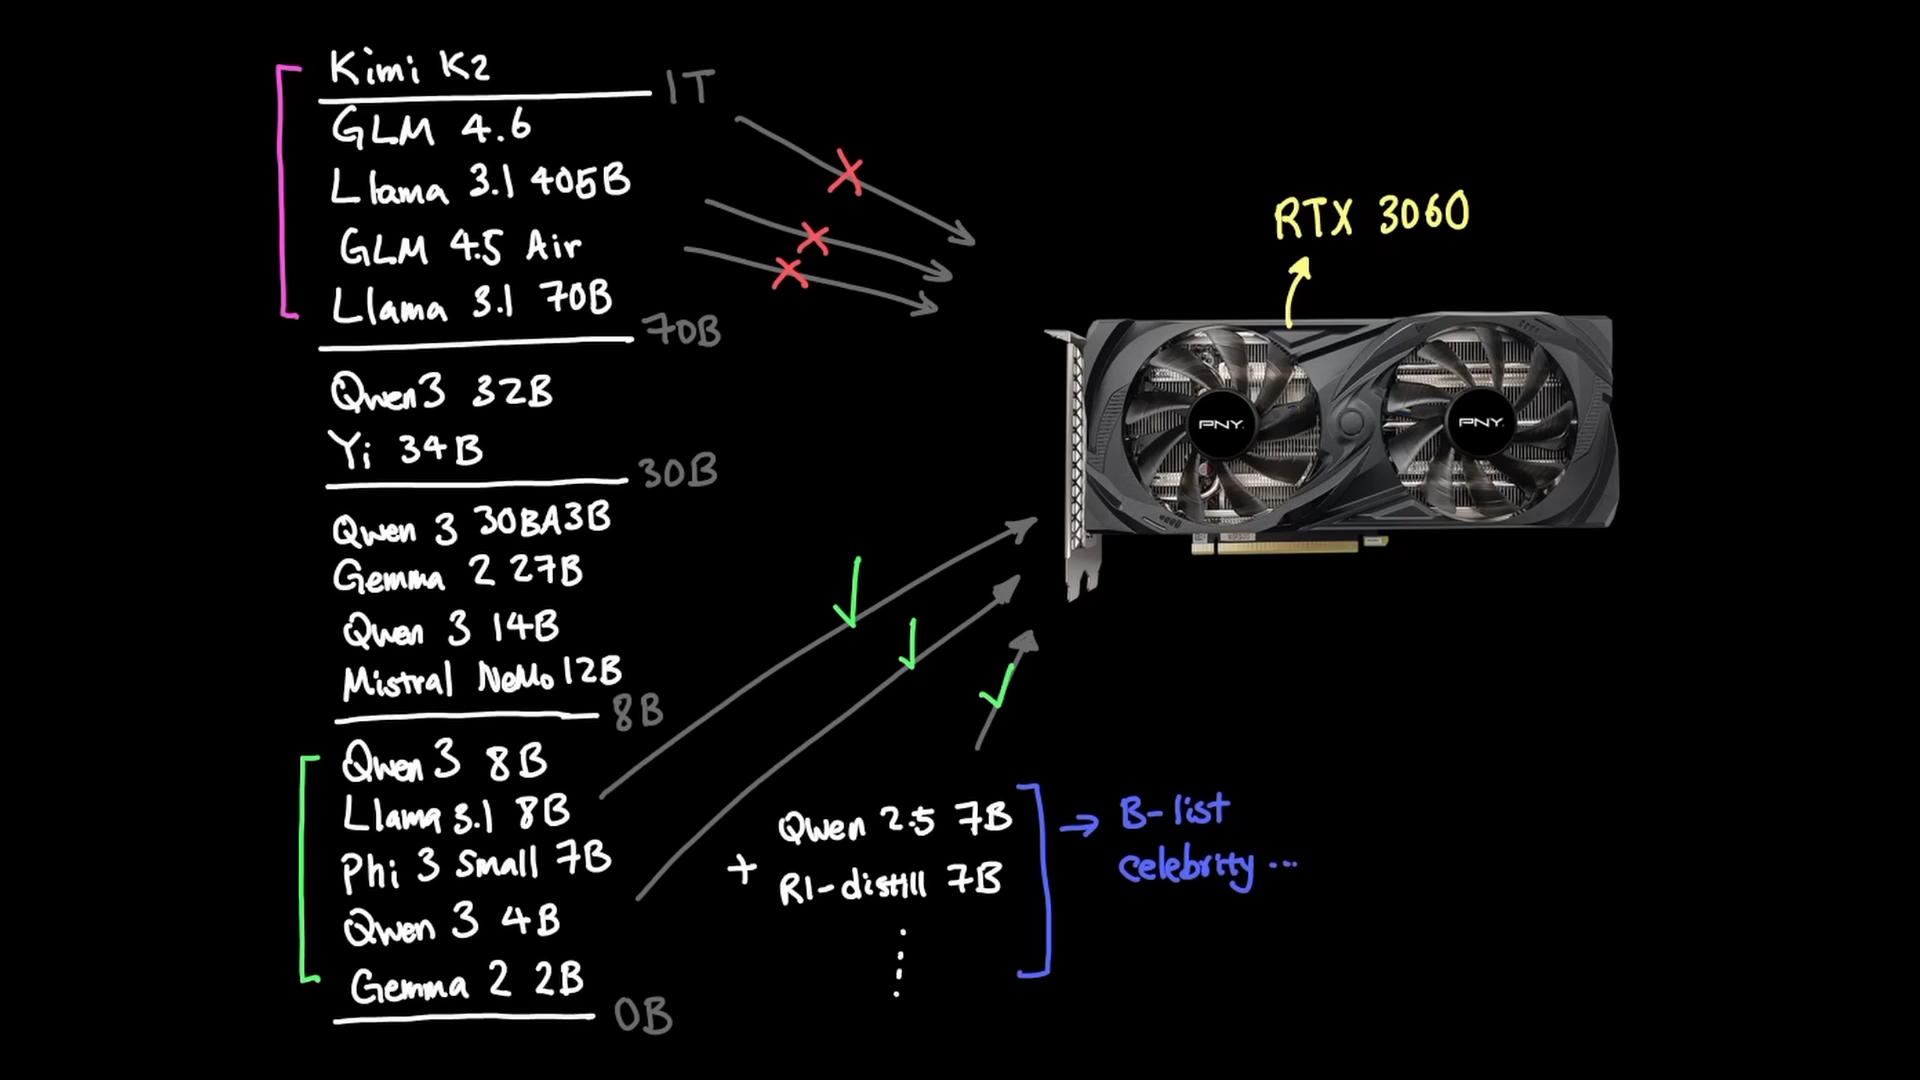 Kimi K2
1T
GLM 4.6
Llama 3.1 405B
GLM 4.5 Air
Llama 3.1 70B
70B
Qwen3 32B
Yi 34B
30B
Qwen 3 30BA3B
Gemma 2 27B
Qwen 3 14B
Mistral NeMo 12B
8B
Qwen 3 8B
Llama 3.1 8B
Phi 3 Small 7B
Qwen 3 4B
Gemma 2 2B
0B
+
Qwen 2.5 7B
R1-distill 7B
→ B-list
celebrity ...
RTX 3060
PNY
PNY